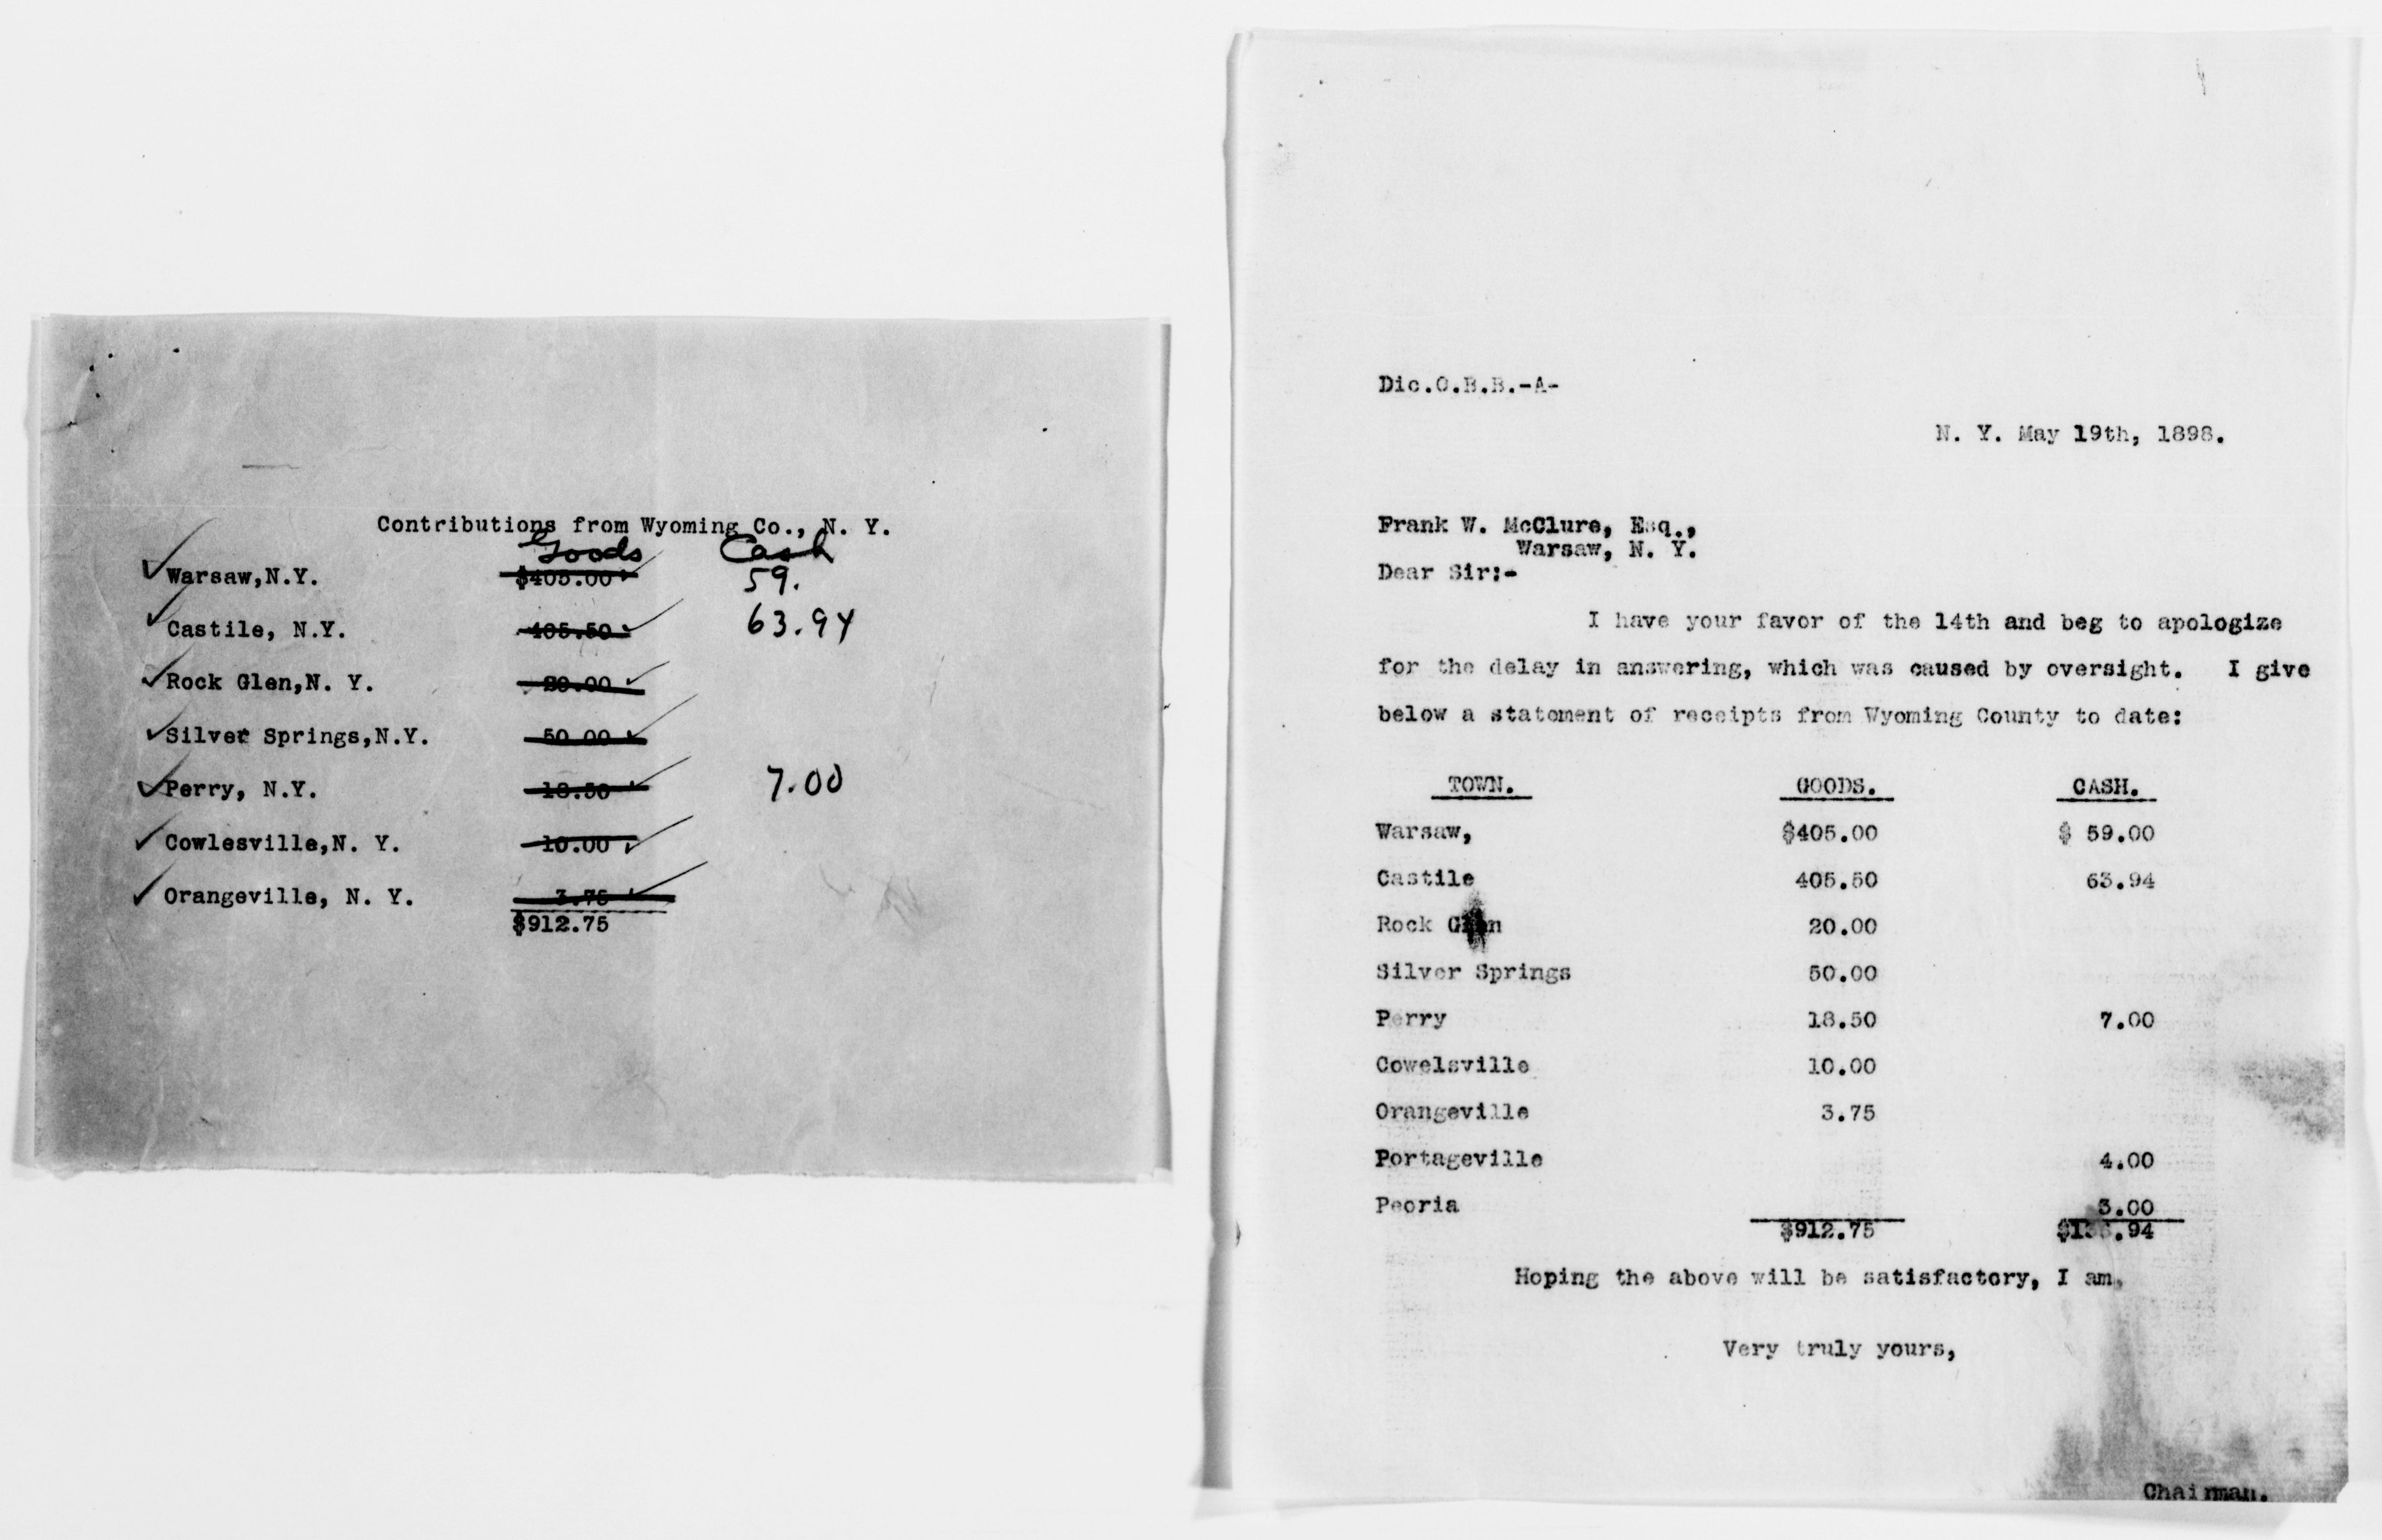 Contributions from Wyoming Co., N. Y.
Goods Cash
Warsaw,N.Y. $405.00 59.
Castile, N.Y. 405.50 63.94
Rock Glen,N. Y. 20.00
Silver Springs,N.Y. 50.00
Perry, N.Y. 18.50 7.00
Cowlesville,N. Y. 10.00
Orangeville, N. Y. 3.75
$912.75
Dic.O.B.B.-A-
N. Y. May 19th, 1898.
Frank W. McClure, Esq.,
Warsaw, N. Y.
Dear Sir:-
I have your favor of the 14th and beg to apologize
for the delay in answering, which was caused by oversight. I give
below a statement of receipts from Wyoming County to date:
TOWN. GOODS. CASH.
Warsaw, $405.00 $ 59.00
Castile 405.50 63.94
Rock Glen 20.00
Silver Springs 50.00
Perry 18.50 7.00
Cowelsville 10.00
Orangeville 3.75
Portageville 4.00
Peoria 3.00
$912.75 $136.94
Hoping the above will be satisfactory, I am,
Very truly yours,
Chairman.